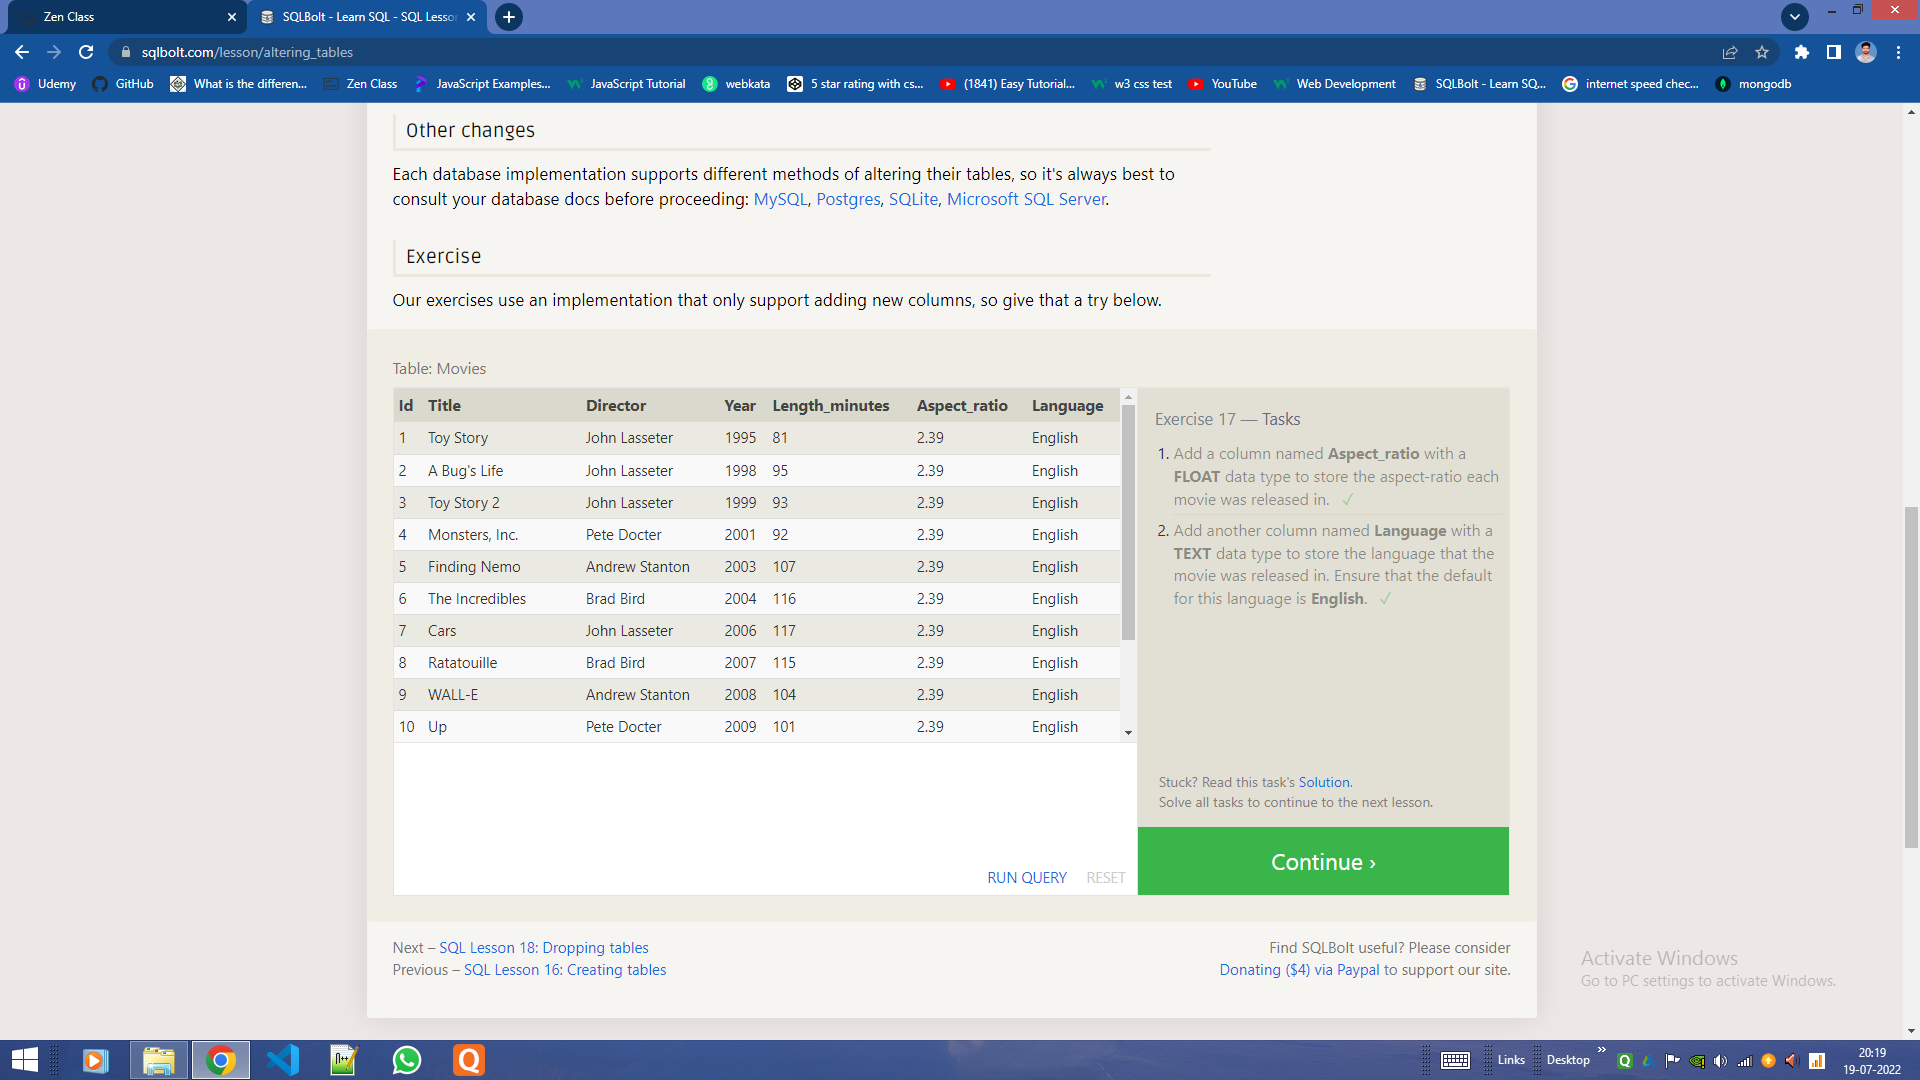 Zen Class
SQLBolt - Learn SQL - SQL Lesson
sqlbolt.com/lesson/altering_tables
Udemy GitHub What is the differen... Zen Class JavaScript Examples... JavaScript Tutorial webkata 5 star rating with cs... (1841) Easy Tutorial... w3 css test YouTube Web Development SQLBolt - Learn SQ... internet speed chec... mongodb
Other changes
Each database implementation supports different methods of altering their tables, so it's always best to
consult your database docs before proceeding: MySQL, Postgres, SQLite, Microsoft SQL Server.
Exercise
Our exercises use an implementation that only support adding new columns, so give that a try below.
Table: Movies
Id Title Director Year Length_minutes Aspect_ratio Language
1 Toy Story John Lasseter 1995 81 2.39 English
2 A Bug's Life John Lasseter 1998 95 2.39 English
3 Toy Story 2 John Lasseter 1999 93 2.39 English
4 Monsters, Inc. Pete Docter 2001 92 2.39 English
5 Finding Nemo Andrew Stanton 2003 107 2.39 English
6 The Incredibles Brad Bird 2004 116 2.39 English
7 Cars John Lasseter 2006 117 2.39 English
8 Ratatouille Brad Bird 2007 115 2.39 English
9 WALL-E Andrew Stanton 2008 104 2.39 English
10 Up Pete Docter 2009 101 2.39 English
RUN QUERY RESET
Exercise 17 — Tasks
1. Add a column named Aspect_ratio with a
FLOAT data type to store the aspect-ratio each
movie was released in. ✓
2. Add another column named Language with a
TEXT data type to store the language that the
movie was released in. Ensure that the default
for this language is English. ✓
Stuck? Read this task's Solution.
Solve all tasks to continue to the next lesson.
Continue ›
Next – SQL Lesson 18: Dropping tables
Previous – SQL Lesson 16: Creating tables
Find SQLBolt useful? Please consider
Donating ($4) via Paypal to support our site.
Activate Windows
Go to PC settings to activate Windows.
Links Desktop »
20:19
19-07-2022